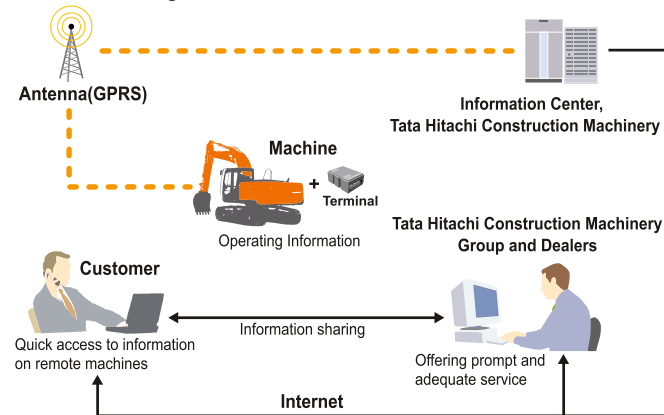 Antenna(GPRS)
Information Center,
Tata Hitachi Construction Machinery
Machine
+
Terminal
Operating Information
Tata Hitachi Construction Machinery
Group and Dealers
Customer
Information sharing
Quick access to information
on remote machines
Offering prompt and
adequate service
Internet